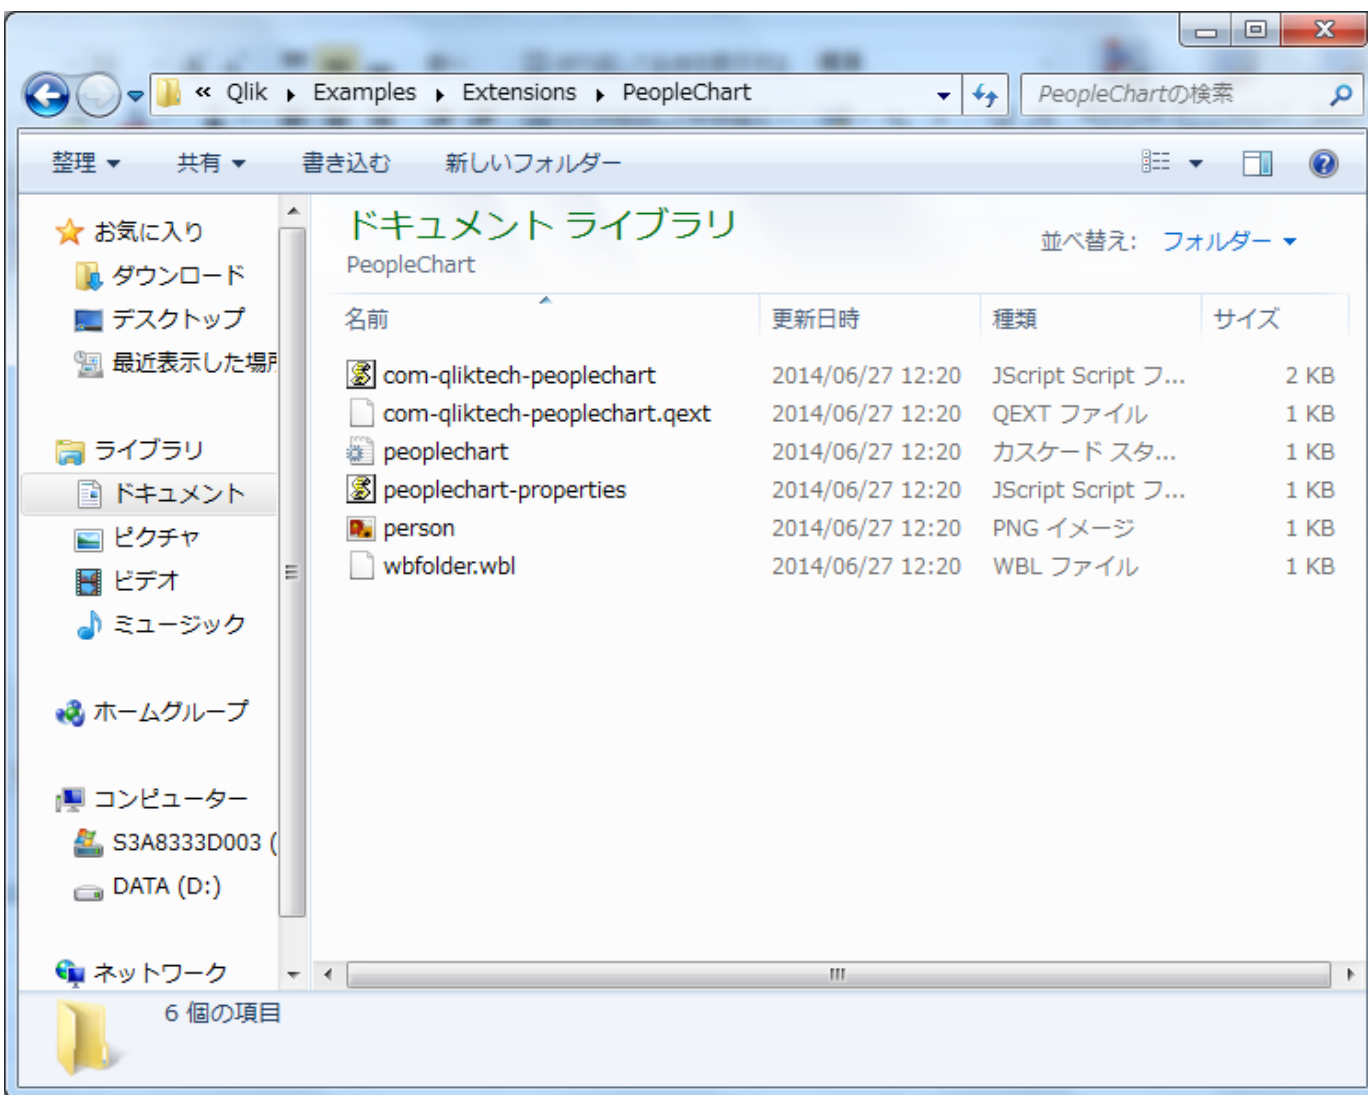 « Qlik Examples Extensions PeopleChart PeopleChartの検索
整理 共有 書き込む 新しいフォルダー
お気に入り
ダウンロード
デスクトップ
最近表示した場所
ライブラリ
ドキュメント
ピクチャ
ビデオ
ミュージック
ホームグループ
コンピューター
S3A8333D003 (
DATA (D:)
ネットワーク
ドキュメント ライブラリ
PeopleChart
並べ替え: フォルダー
名前 更新日時 種類 サイズ
com-qliktech-peoplechart 2014/06/27 12:20 JScript Script フ... 2 KB
com-qliktech-peoplechart.qext 2014/06/27 12:20 QEXT ファイル 1 KB
peoplechart 2014/06/27 12:20 カスケード スタ... 1 KB
peoplechart-properties 2014/06/27 12:20 JScript Script フ... 1 KB
person 2014/06/27 12:20 PNG イメージ 1 KB
wbfolder.wbl 2014/06/27 12:20 WBL ファイル 1 KB
6 個の項目